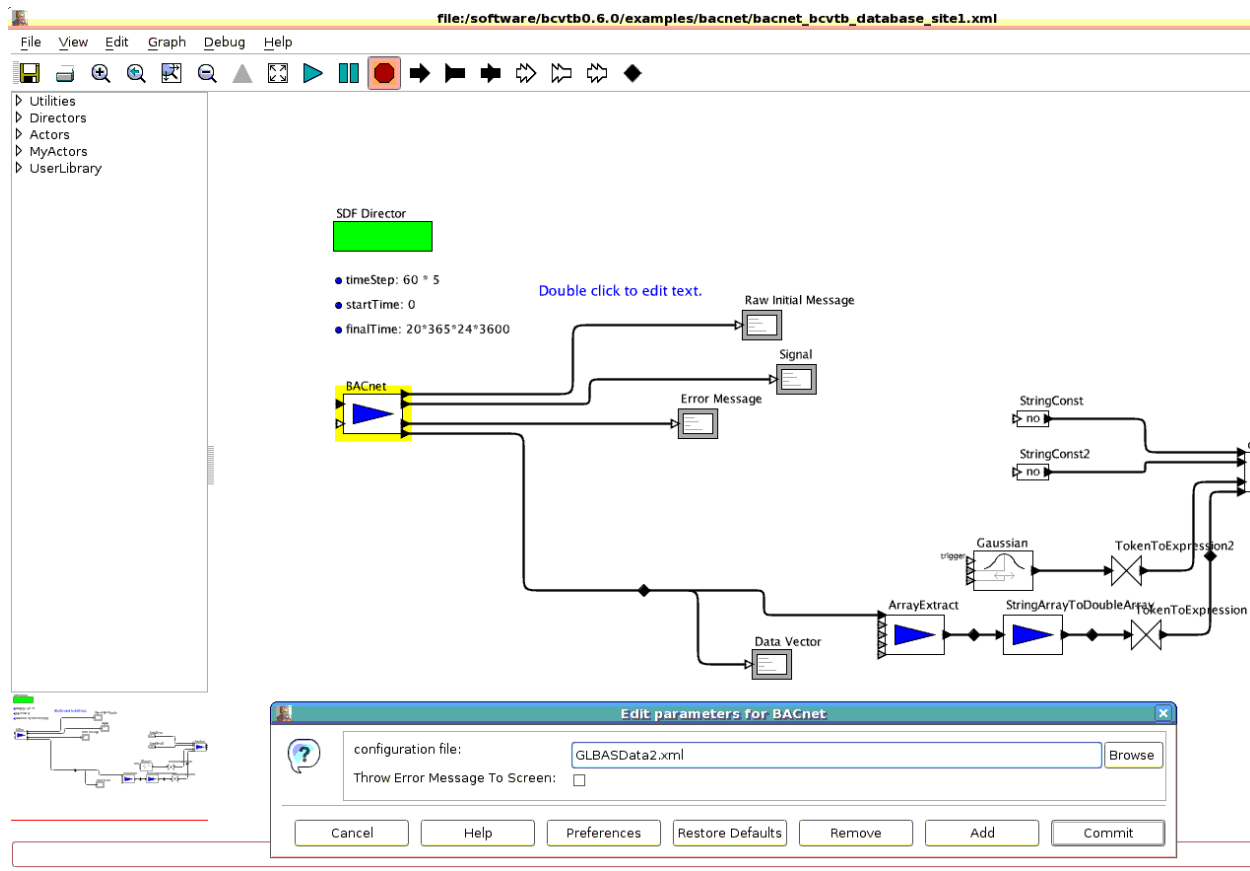 file:/software/bcvtb0.6.0/examples/bacnet/bacnet_bcvtb_database_site1.xml
File View Edit Graph Debug Help
Utilities
Directors
Actors
MyActors
UserLibrary
SDF Director
timeStep: 60 * 5
startTime: 0
finalTime: 20*365*24*3600
Double click to edit text.
Raw Initial Message
Signal
BACnet
Error Message
StringConst
no
StringConst2
no
Gaussian
trigger
TokenToExpression2
ArrayExtract
StringArrayToDoubleArray
TokenToExpression
Data Vector
Edit parameters for BACnet
configuration file:
GLBASData2.xml
Browse
Throw Error Message To Screen:
Cancel Help Preferences Restore Defaults Remove Add Commit